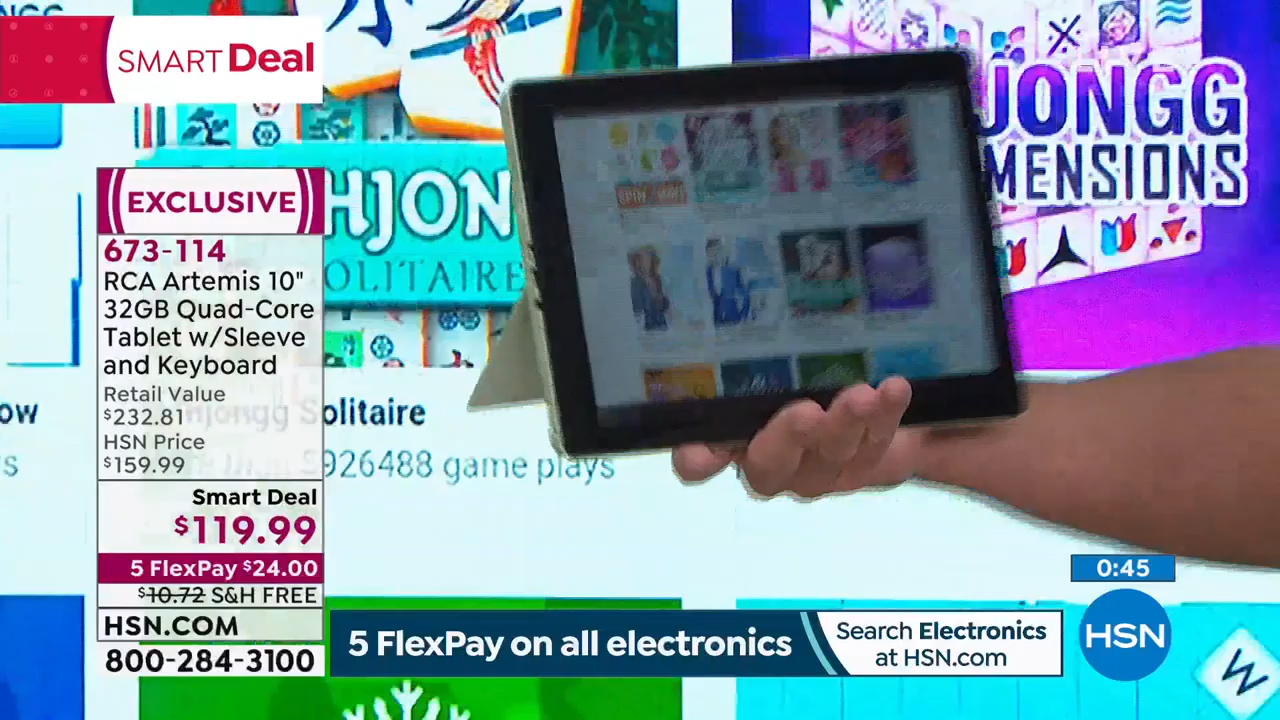 SMART Deal
EXCLUSIVE
673-114
RCA Artemis 10"
32GB Quad-Core
Tablet w/Sleeve
and Keyboard
Retail Value
$232.81
HSN Price
$159.99
Smart Deal
$119.99
5 FlexPay $24.00
$10.72 S&H FREE
HSN.COM
800-284-3100
HJON
OLITAIRE
JONGG
MENSIONS
ow
njongg Solitaire
s
5926488 game plays
0:45
5 FlexPay on all electronics
Search Electronics
at HSN.com
HSN
W